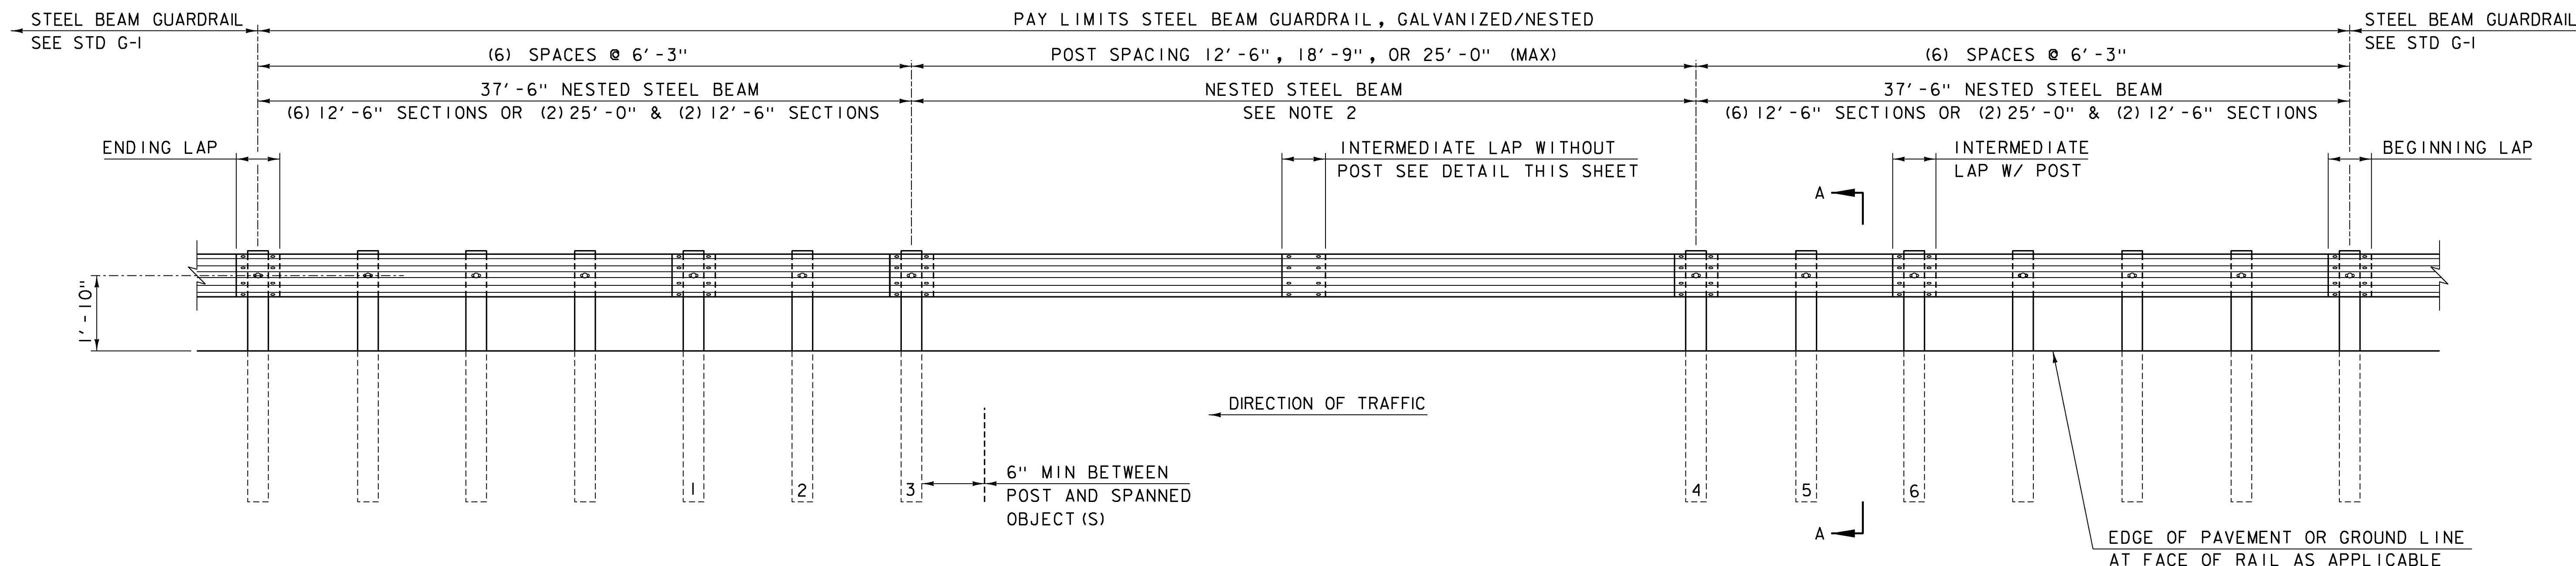 STEEL BEAM GUARDRAIL
SEE STD G-1
PAY LIMITS STEEL BEAM GUARDRAIL, GALVANIZED/NESTED
STEEL BEAM GUARDRAIL
SEE STD G-1
(6) SPACES @ 6'-3"
POST SPACING 12'-6", 18'-9", OR 25'-0" (MAX)
(6) SPACES @ 6'-3"
37'-6" NESTED STEEL BEAM
(6) 12'-6" SECTIONS OR (2) 25'-0" & (2) 12'-6" SECTIONS
NESTED STEEL BEAM
SEE NOTE 2
37'-6" NESTED STEEL BEAM
(6) 12'-6" SECTIONS OR (2) 25'-0" & (2) 12'-6" SECTIONS
ENDING LAP
INTERMEDIATE LAP WITHOUT
POST SEE DETAIL THIS SHEET
INTERMEDIATE
LAP W/ POST
BEGINNING LAP
A
1'-10"
DIRECTION OF TRAFFIC
6" MIN BETWEEN
POST AND SPANNED
OBJECT(S)
1
2
3
4
5
6
A
EDGE OF PAVEMENT OR GROUND LINE
AT FACE OF RAIL AS APPLICABLE